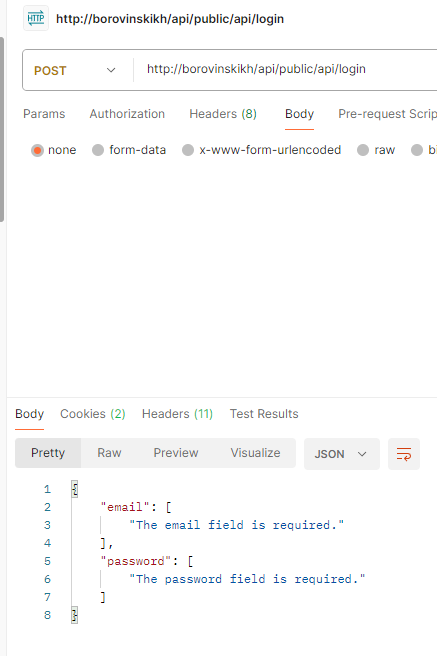 HTTP http://borovinskikh/api/public/api/login
POST http://borovinskikh/api/public/api/login
Params Authorization Headers (8) Body Pre-request Scrip
none form-data x-www-form-urlencoded raw bi
Body Cookies (2) Headers (11) Test Results
Pretty Raw Preview Visualize JSON
1 {
2 "email": [
3 "The email field is required."
4 ],
5 "password": [
6 "The password field is required."
7 ]
8 }